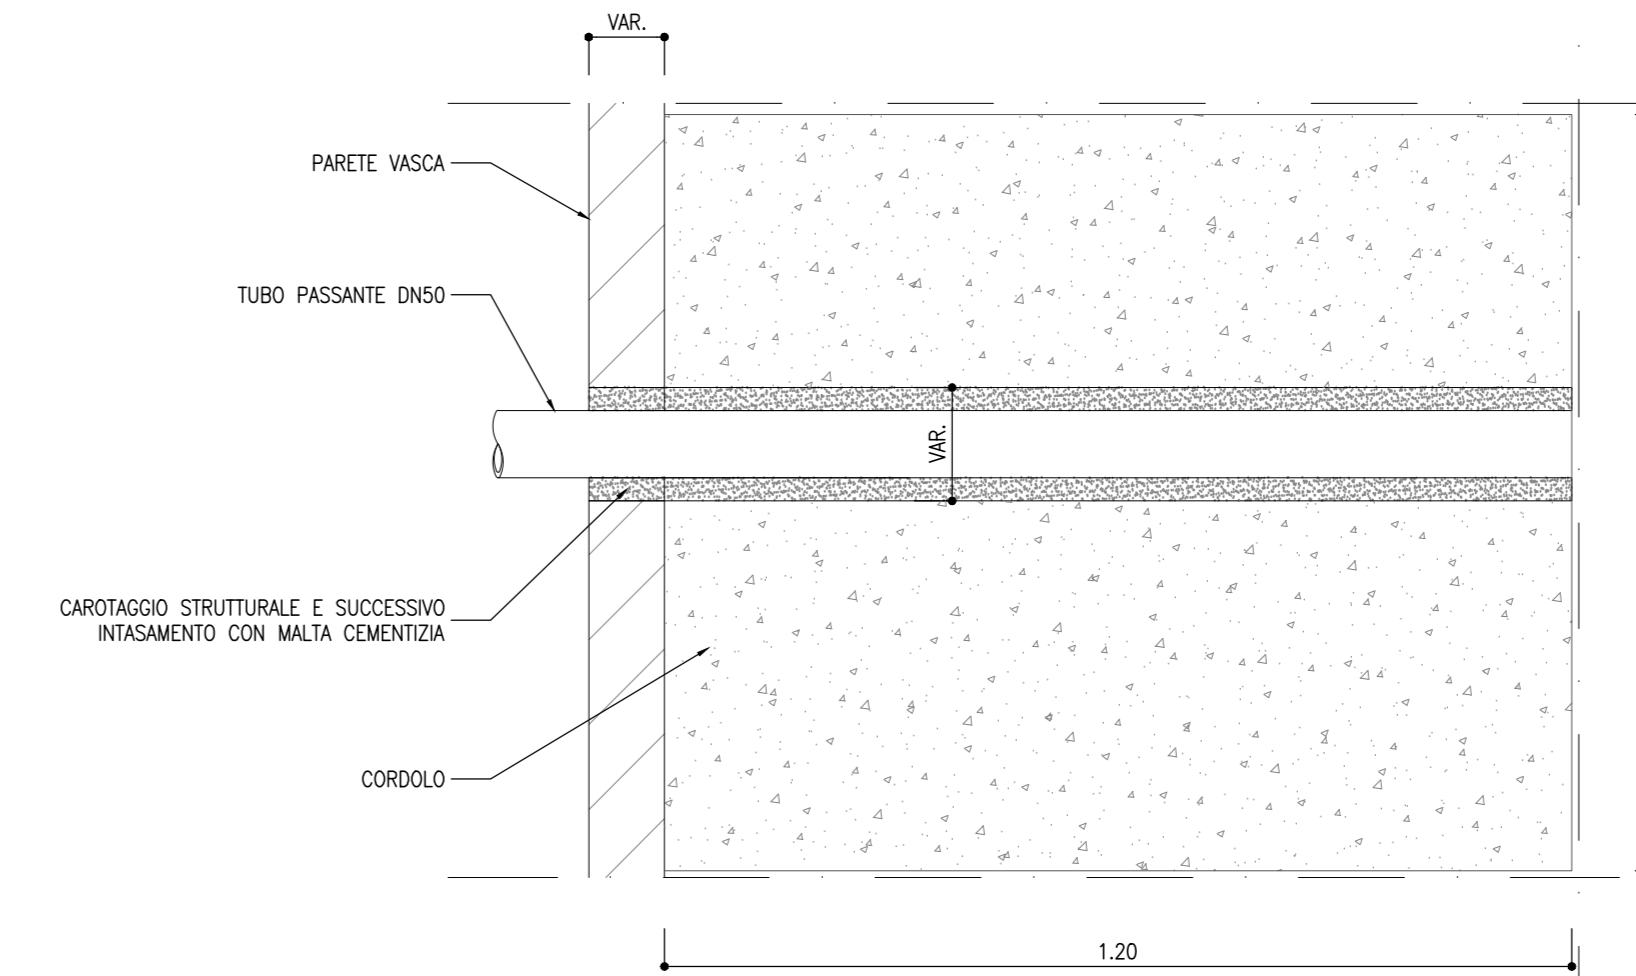 VAR.
PARETE VASCA
TUBO PASSANTE DN50
VAR.
CAROTAGGIO STRUTTURALE E SUCCESSIVO
INTASAMENTO CON MALTA CEMENTIZIA
CORDOLO
1.20